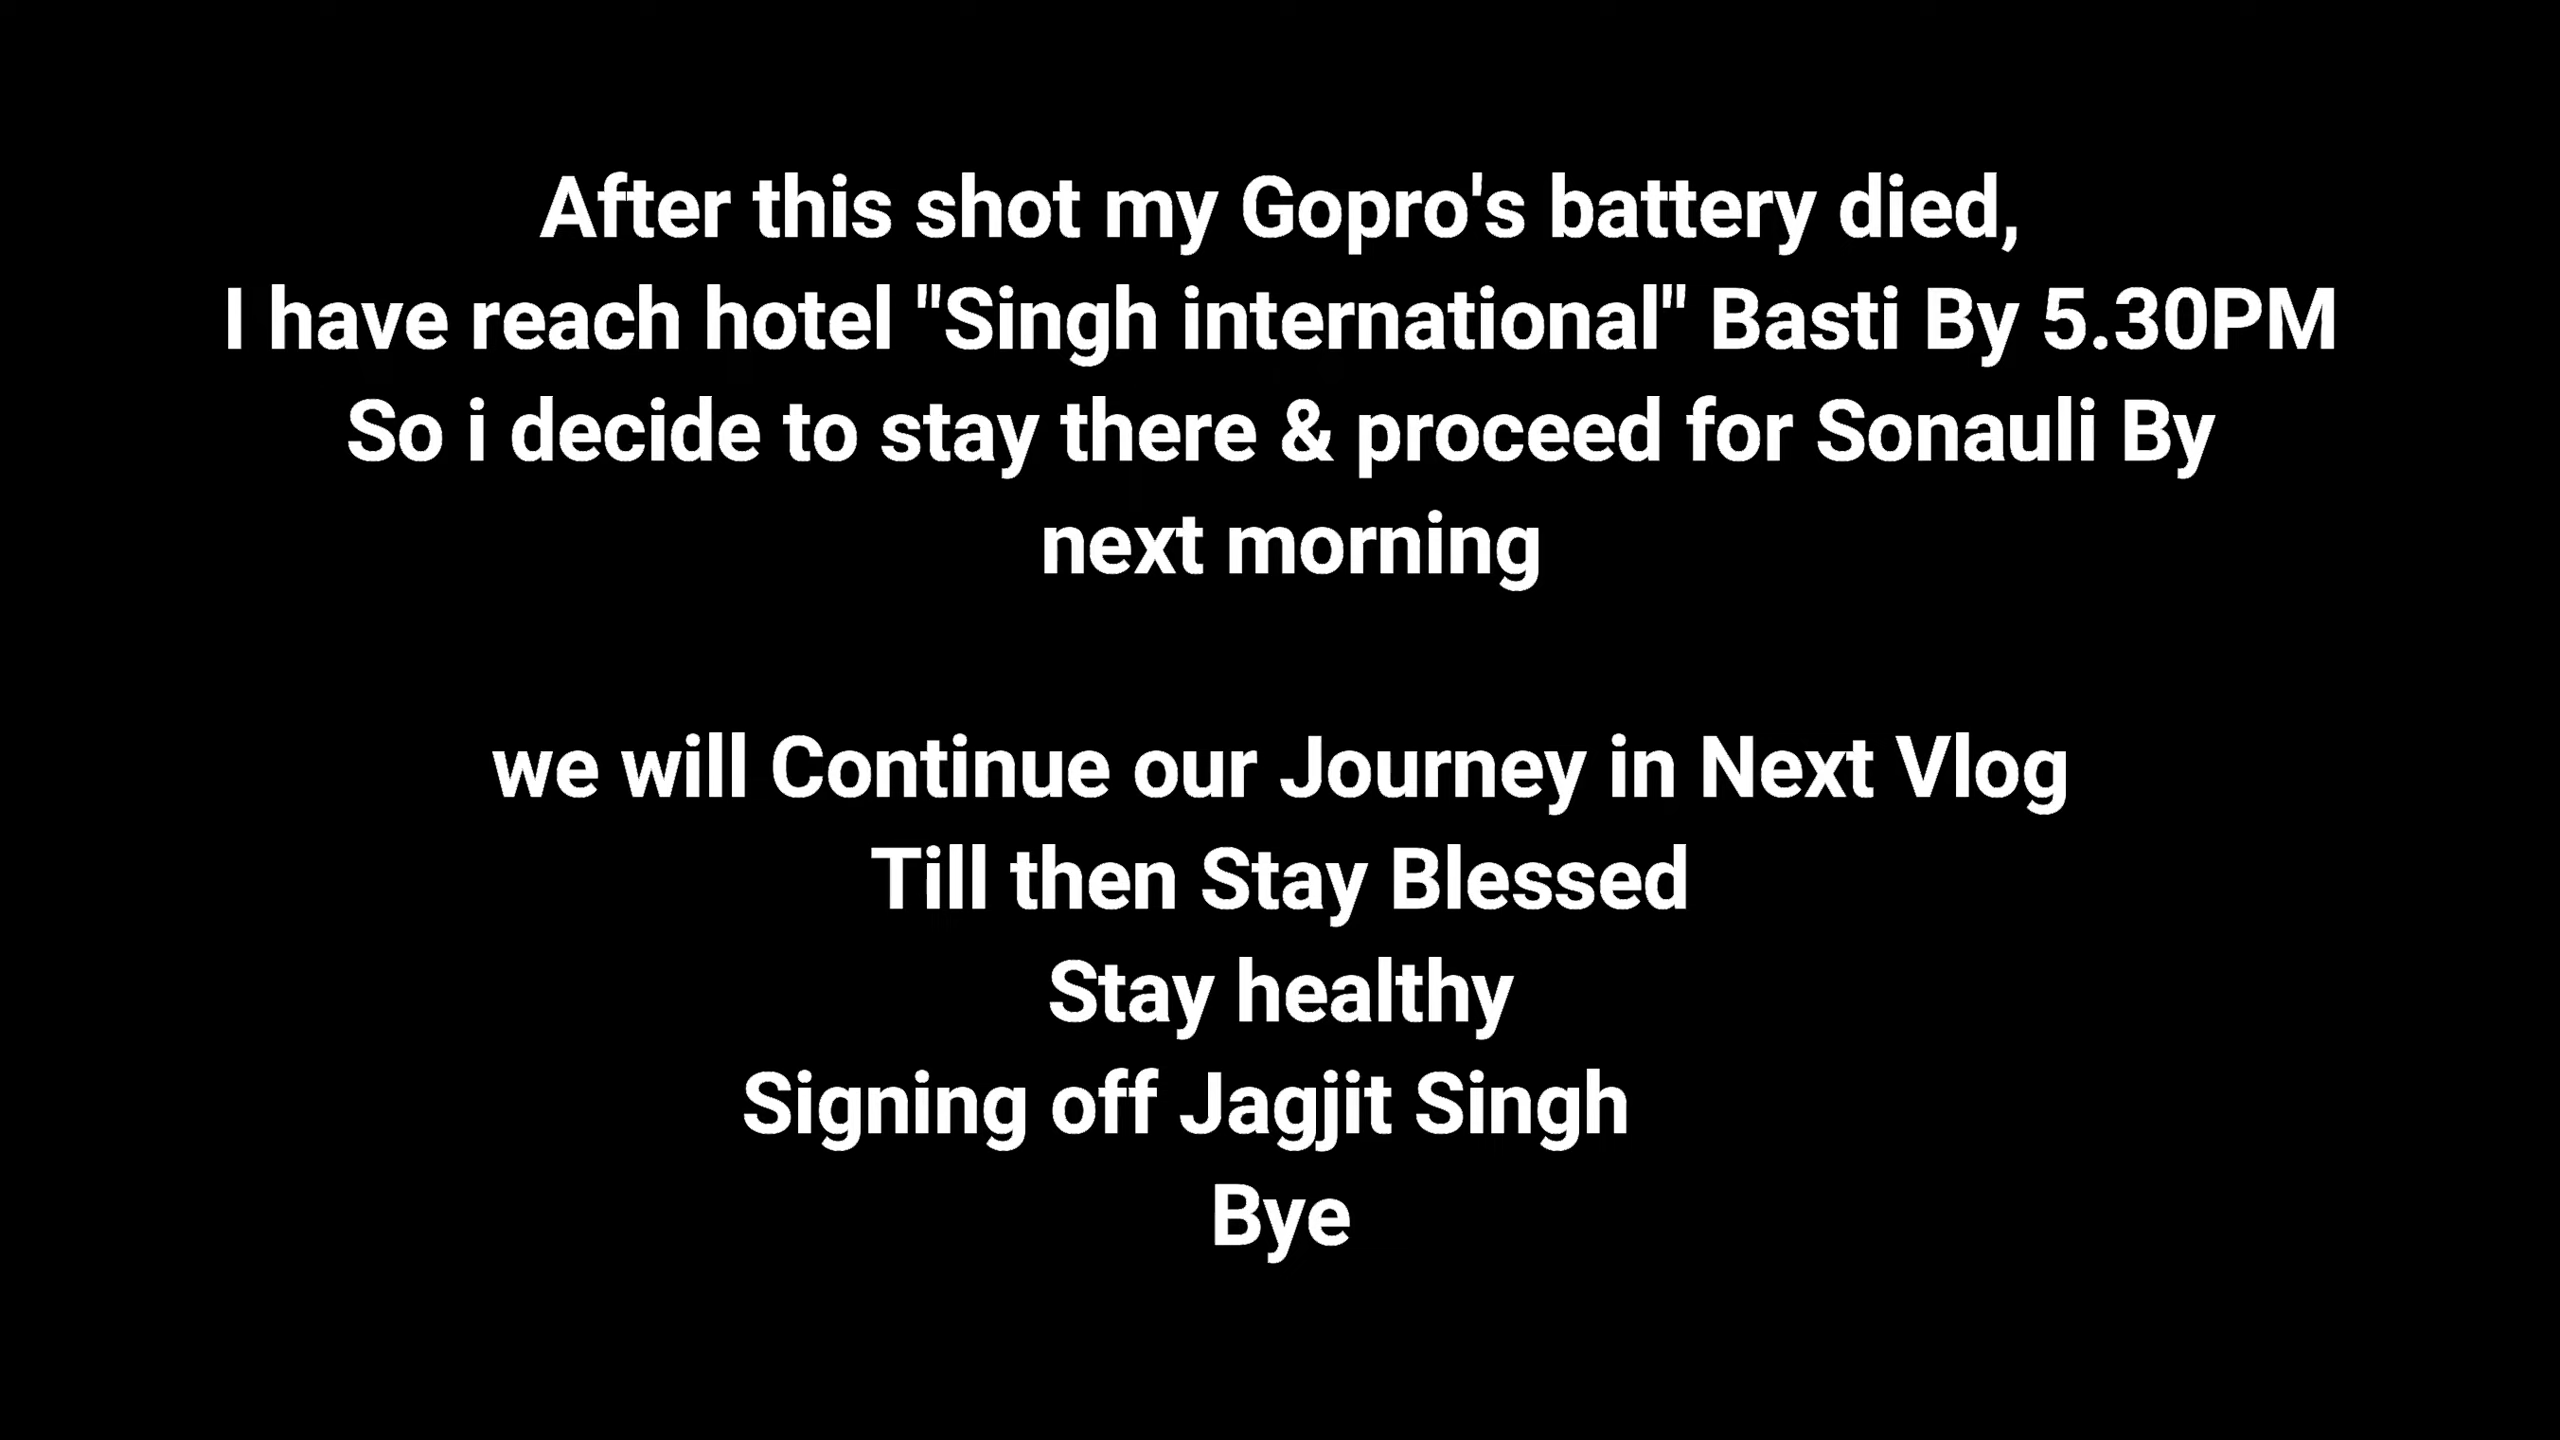 After this shot my Gopro's battery died,
I have reach hotel "Singh international" Basti By 5.30PM
So i decide to stay there & proceed for Sonauli By
next morning
we will Continue our Journey in Next Vlog
Till then Stay Blessed
Stay healthy
Signing off Jagjit Singh
Bye